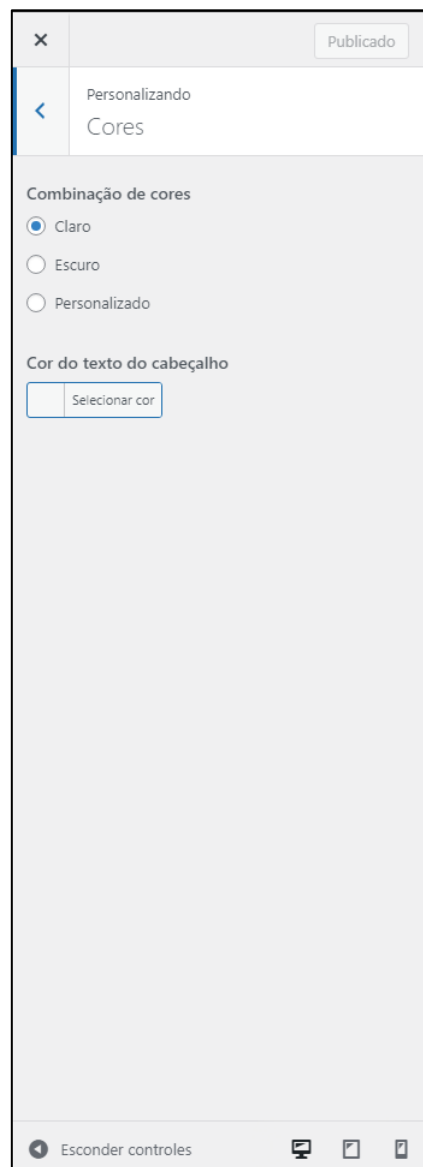 Publicado
Personalizando
Cores
Combinação de cores
Claro
Escuro
Personalizado
Cor do texto do cabeçalho
Selecionar cor
Esconder controles